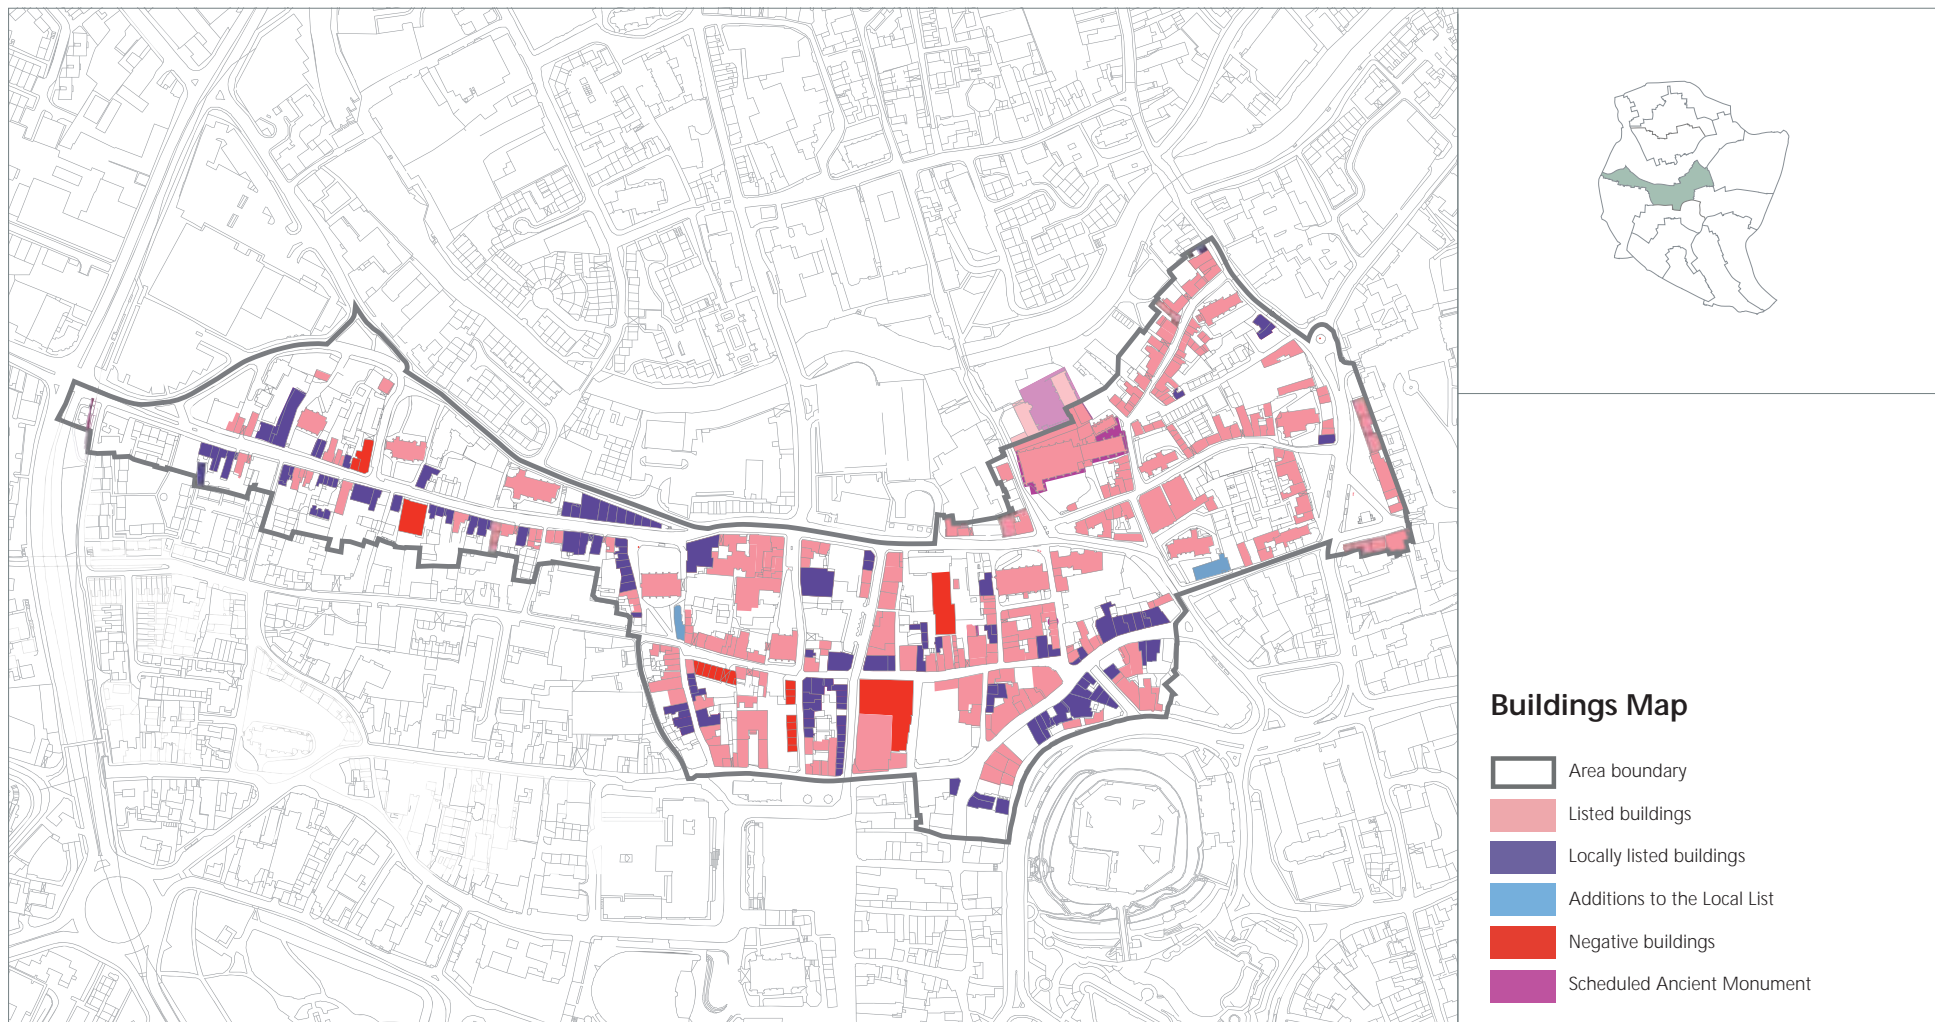 Buildings Map
Area boundary
Listed buildings
Locally listed buildings
Additions to the Local List
Negative buildings
Scheduled Ancient Monument